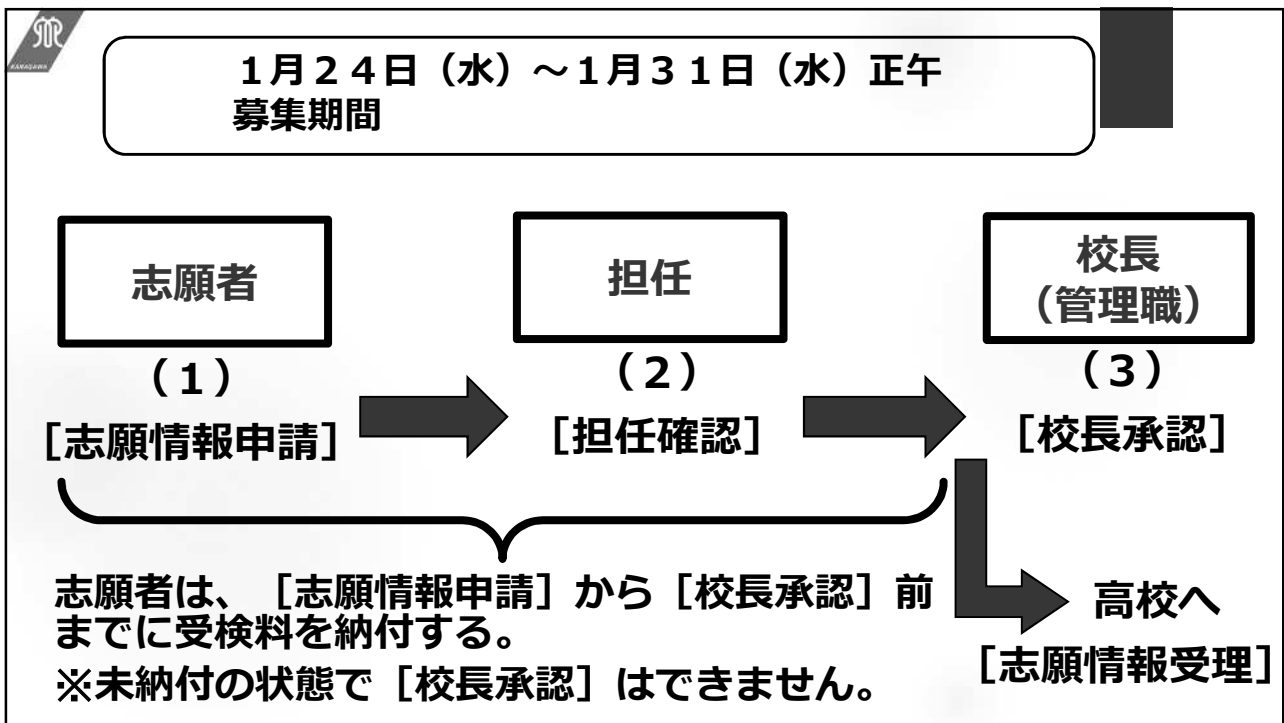 KANAGAWA
１月２４日（水）～１月３１日（水）正午
募集期間
志願者
担任
校長
（管理職）
（１）
（２）
（３）
［志願情報申請］
［担任確認］
［校長承認］
志願者は、［志願情報申請］から［校長承認］前
までに受検料を納付する。
※未納付の状態で［校長承認］はできません。
高校へ
［志願情報受理］